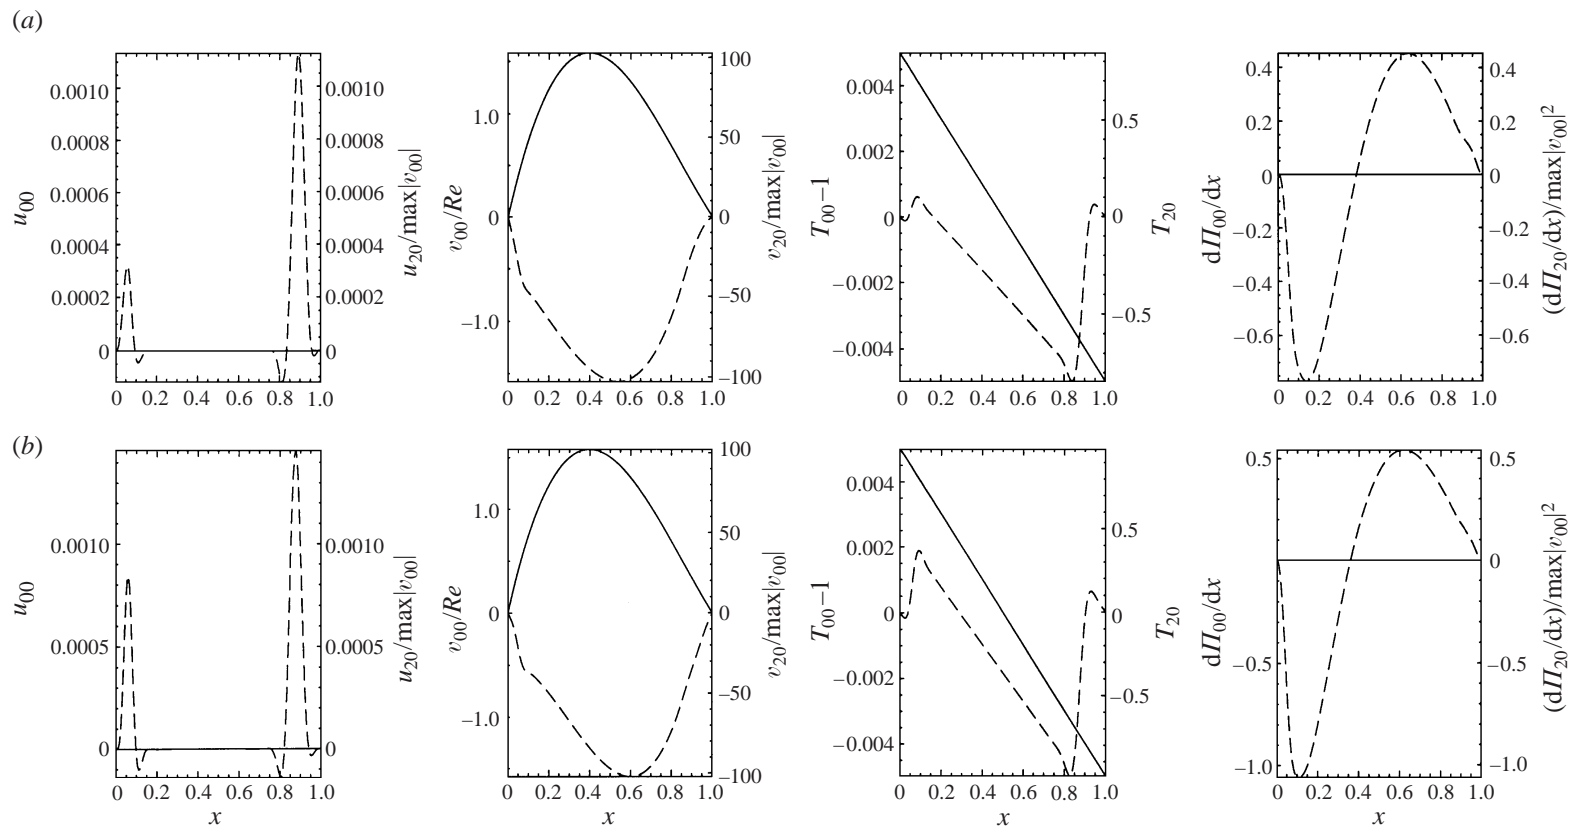 (a)
0.0010
0.0008
0.0006
0.0004
0.0002
0
u00
0.0010
0.0008
0.0006
0.0004
0.0002
0
u20/max|v00|
0 0.2 0.4 0.6 0.8 1.0
1.0
0
−1.0
v00/Re
100
50
0
−50
−100
v20/max|v00|
0 0.2 0.4 0.6 0.8 1.0
0.004
0.002
0
−0.002
−0.004
T00−1
0.5
0
−0.5
T20
0 0.2 0.4 0.6 0.8 1.0
0.4
0.2
0
−0.2
−0.4
−0.6
dΠ00/dx
0.4
0.2
0
−0.2
−0.4
−0.6
(dΠ20/dx)/max|v00|2
0 0.2 0.4 0.6 0.8 1.0
(b)
0.0010
0.0005
0
u00
0.0010
0.0005
0
u20/max|v00|
0 0.2 0.4 0.6 0.8 1.0
x
1.0
0
−1.0
v00/Re
100
50
0
−50
−100
v20/max|v00|
0 0.2 0.4 0.6 0.8 1.0
x
0.004
0.002
0
−0.002
−0.004
T00−1
0.5
0
−0.5
T20
0 0.2 0.4 0.6 0.8 1.0
x
0.5
0
−0.5
−1.0
dΠ00/dx
0.5
0
−0.5
−1.0
(dΠ20/dx)/max|v00|2
0 0.2 0.4 0.6 0.8 1.0
x